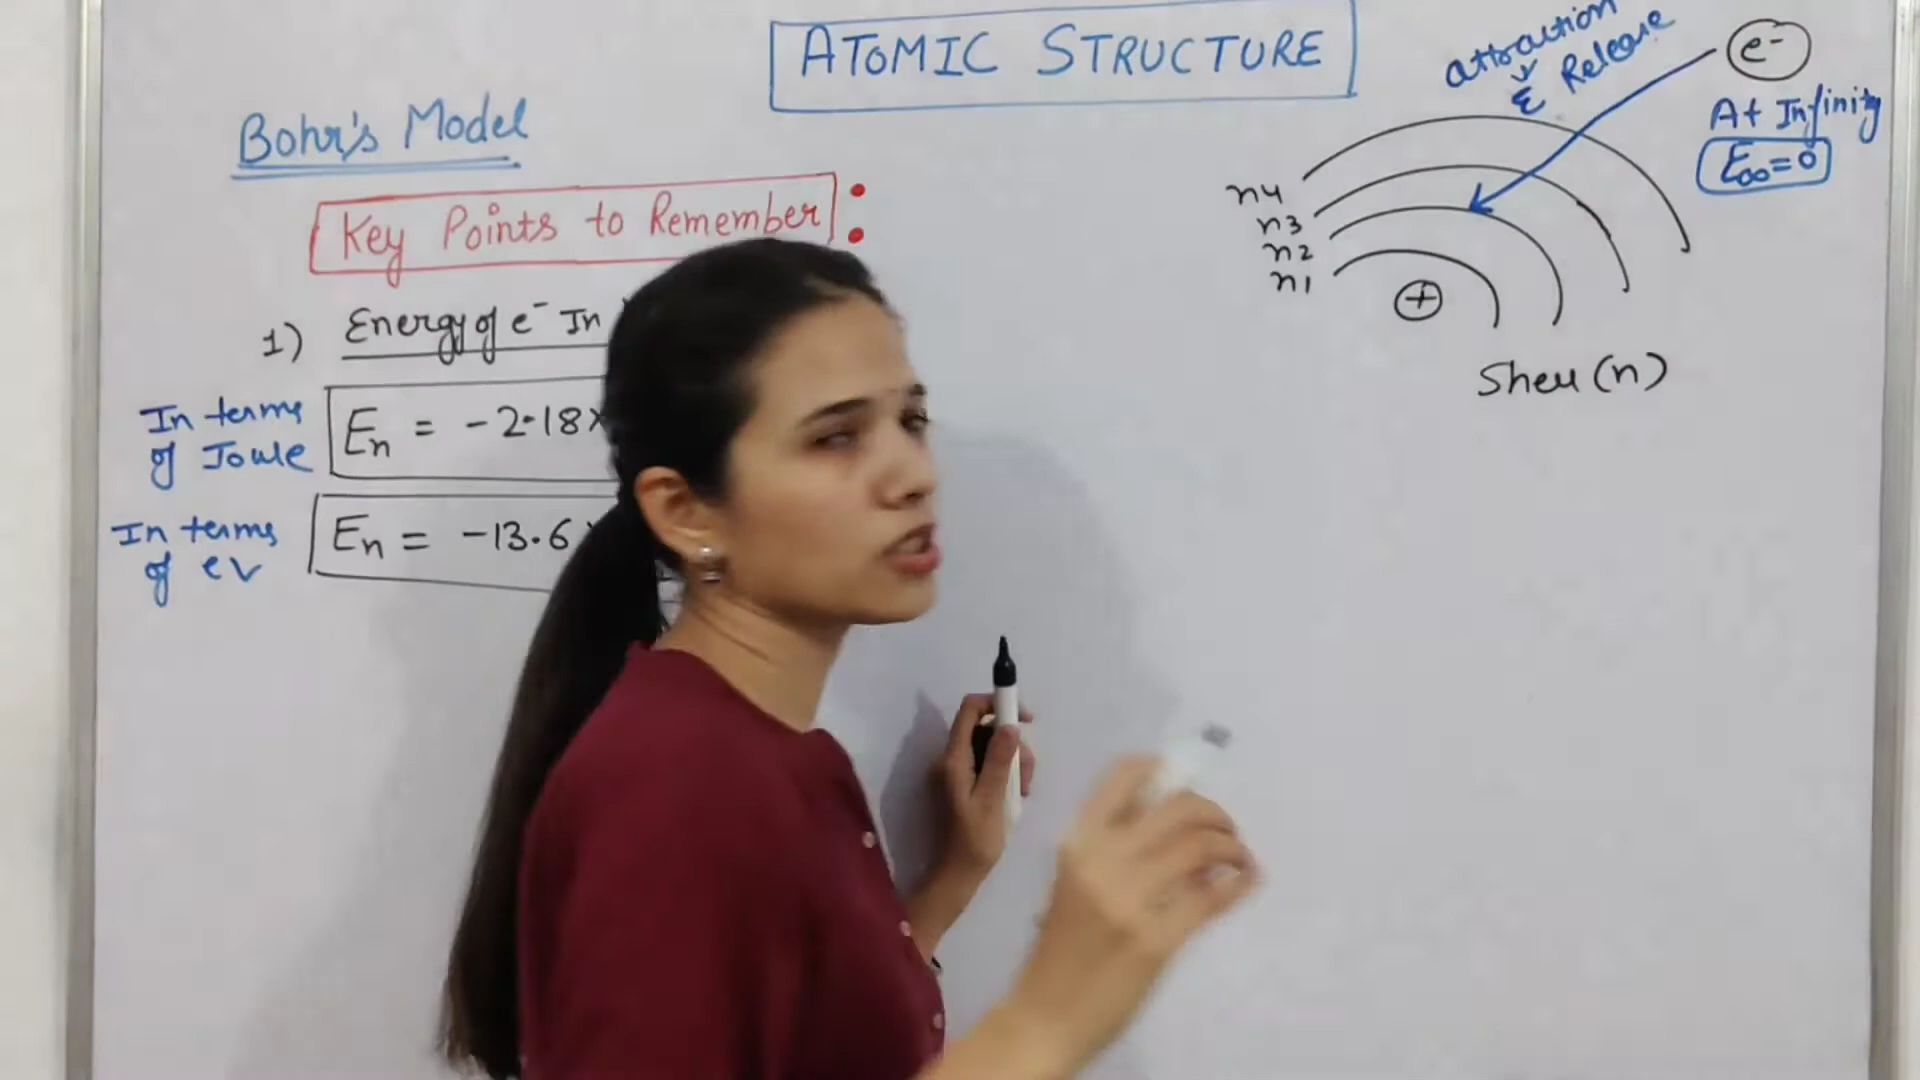 ATOMIC STRUCTURE
Bohr's Model
Key Points to Remember :
1) Energy of e⁻ In
In terms
of Joule
En = -2.18×
In terms
of ev
En = -13.6
attraction
↓
E Release
e-
At Infinity
E∞=0
n4
n3
n2
n1
+
Shell (n)